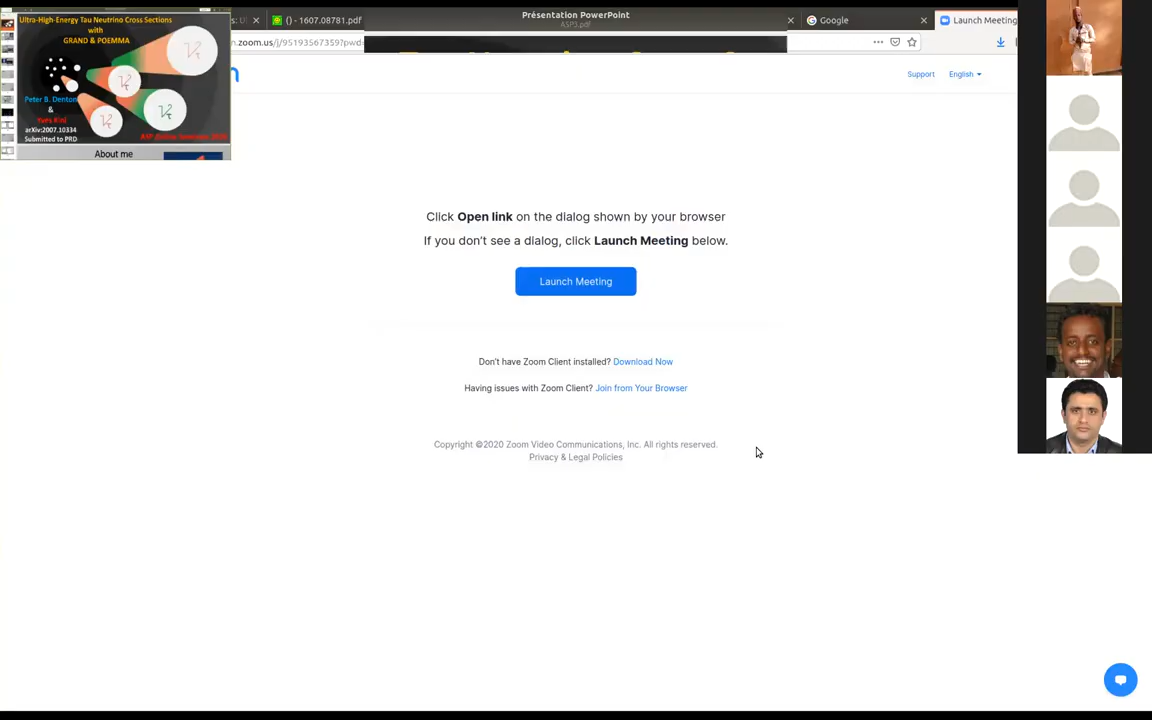 Ultra-High-Energy Tau Neutrino Cross Sections
with
GRAND & POEMMA
Peter B. Denton
&
Yves Kini
arXiv:2007.10334
Submitted to PRD
About me
() - 1607.08781.pdf
Présentation PowerPoint
ASP3.pdf
Google
Launch Meeting
.zoom.us/j/95193567359?pwd
Support
English
Click Open link on the dialog shown by your browser
If you don't see a dialog, click Launch Meeting below.
Launch Meeting
Don't have Zoom Client installed? Download Now
Having issues with Zoom Client? Join from Your Browser
Copyright ©2020 Zoom Video Communications, Inc. All rights reserved.
Privacy & Legal Policies